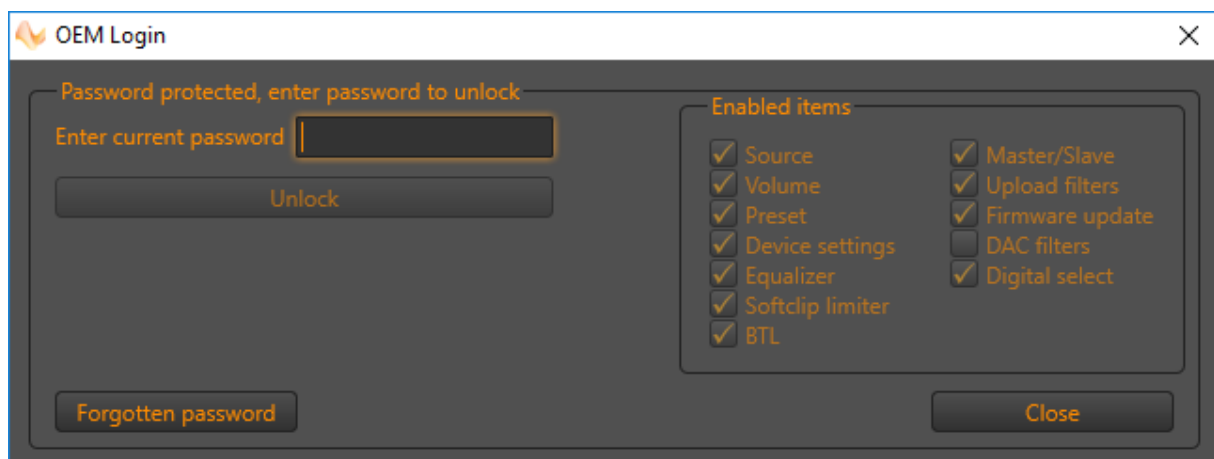 OEM Login
Password protected, enter password to unlock
Enter current password
Unlock
Forgotten password
Enabled items
Source
Volume
Preset
Device settings
Equalizer
Softclip limiter
BTL
Master/Slave
Upload filters
Firmware update
DAC filters
Digital select
Close